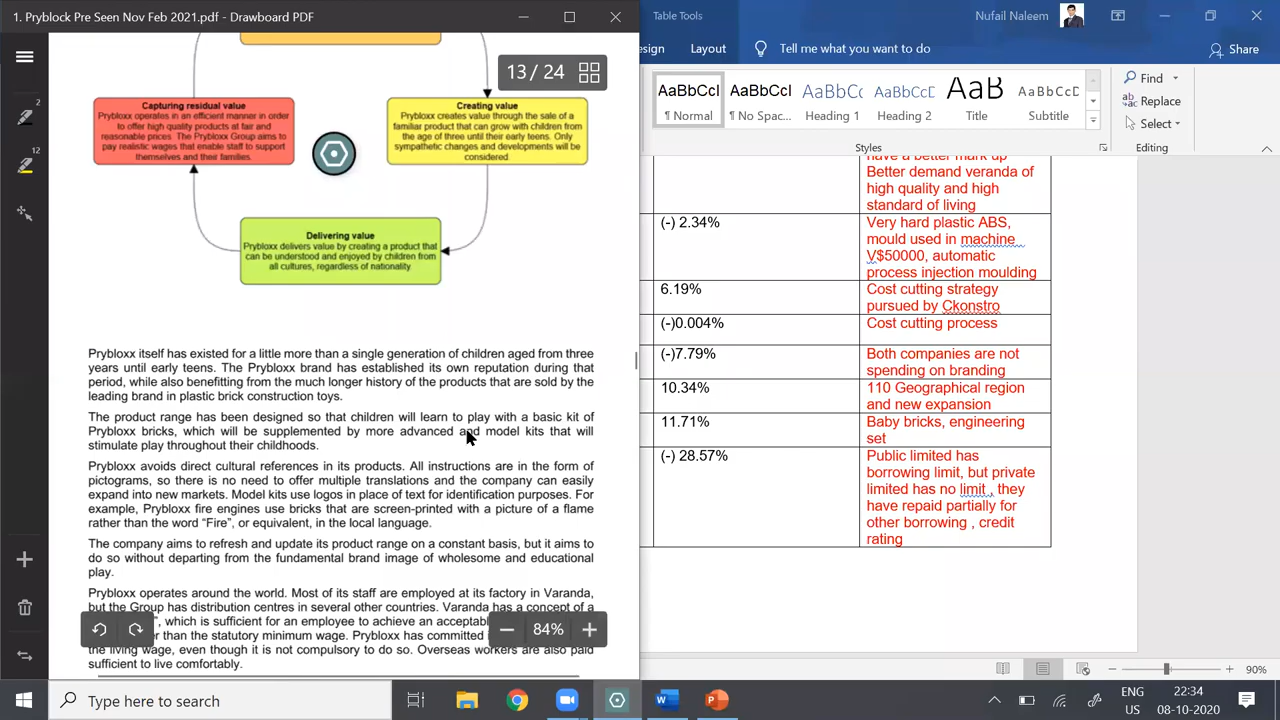 1. Pryblock Pre Seen Nov Feb 2021.pdf - Drawboard PDF
13 / 24
Capturing residual value
Prybloxx operates in an efficient manner in
order to offer high quality products at fair and
reasonable prices. The Prybloxx Group aims to
pay realistic wages that enable staff to support
themselves and their families.
Creating value
Prybloxx creates value through the sale of a
familiar product that can grow with children from
the age of three until their early teens. Only
sympathetic changes and developments will be
considered.
Delivering value
Prybloxx delivers value by creating a product that
can be understood and enjoyed by children from
all cultures, regardless of nationality.
Prybloxx itself has existed for a little more than a single generation of children aged from three
years until early teens. The Prybloxx brand has established its own reputation during that
period, while also benefitting from the much longer history of the products that are sold by the
leading brand in plastic brick construction toys.
The product range has been designed so that children will learn to play with a basic kit of
Prybloxx bricks, which will be supplemented by more advanced and model kits that will
stimulate play throughout their childhoods.
Prybloxx avoids direct cultural references in its products. All instructions are in the form of
pictograms, so there is no need to offer multiple translations and the company can easily
expand into new markets. Model kits use logos in place of text for identification purposes. For
example, Prybloxx fire engines use bricks that are screen-printed with a picture of a flame
rather than the word “Fire”, or equivalent, in the local language.
The company aims to refresh and update its product range on a constant basis, but it aims to
do so without departing from the fundamental brand image of wholesome and educational
play.
Prybloxx operates around the world. Most of its staff are employed at its factory in Varanda,
but the Group has distribution centres in several other countries. Varanda has a concept of a
”, which is sufficient for an employee to achieve an acceptab
er than the statutory minimum wage. Prybloxx has committed
the living wage, even though it is not compulsory to do so. Overseas workers are also paid
sufficient to live comfortably.
2
12
84%
Table Tools
Nufail Naleem
esign
Layout
Tell me what you want to do
Share
AaBbCcI
¶ Normal
AaBbCcI
¶ No Spac...
AaBbCc
Heading 1
AaBbCcC
Heading 2
AaB
Title
AaBbCcD
Subtitle
Styles
Find
Replace
Select
Editing
have a better mark up
Better demand veranda of
high quality and high
standard of living
(-) 2.34%
Very hard plastic ABS,
mould used in machine
V$50000, automatic
process injection moulding
6.19%
Cost cutting strategy
pursued by Ckonstro
(-)0.004%
Cost cutting process
(-)7.79%
Both companies are not
spending on branding
10.34%
110 Geographical region
and new expansion
11.71%
Baby bricks, engineering
set
(-) 28.57%
Public limited has
borrowing limit, but private
limited has no limit , they
have repaid partially for
other borrowing , credit
rating
90%
Type here to search
ENG
US
22:34
08-10-2020